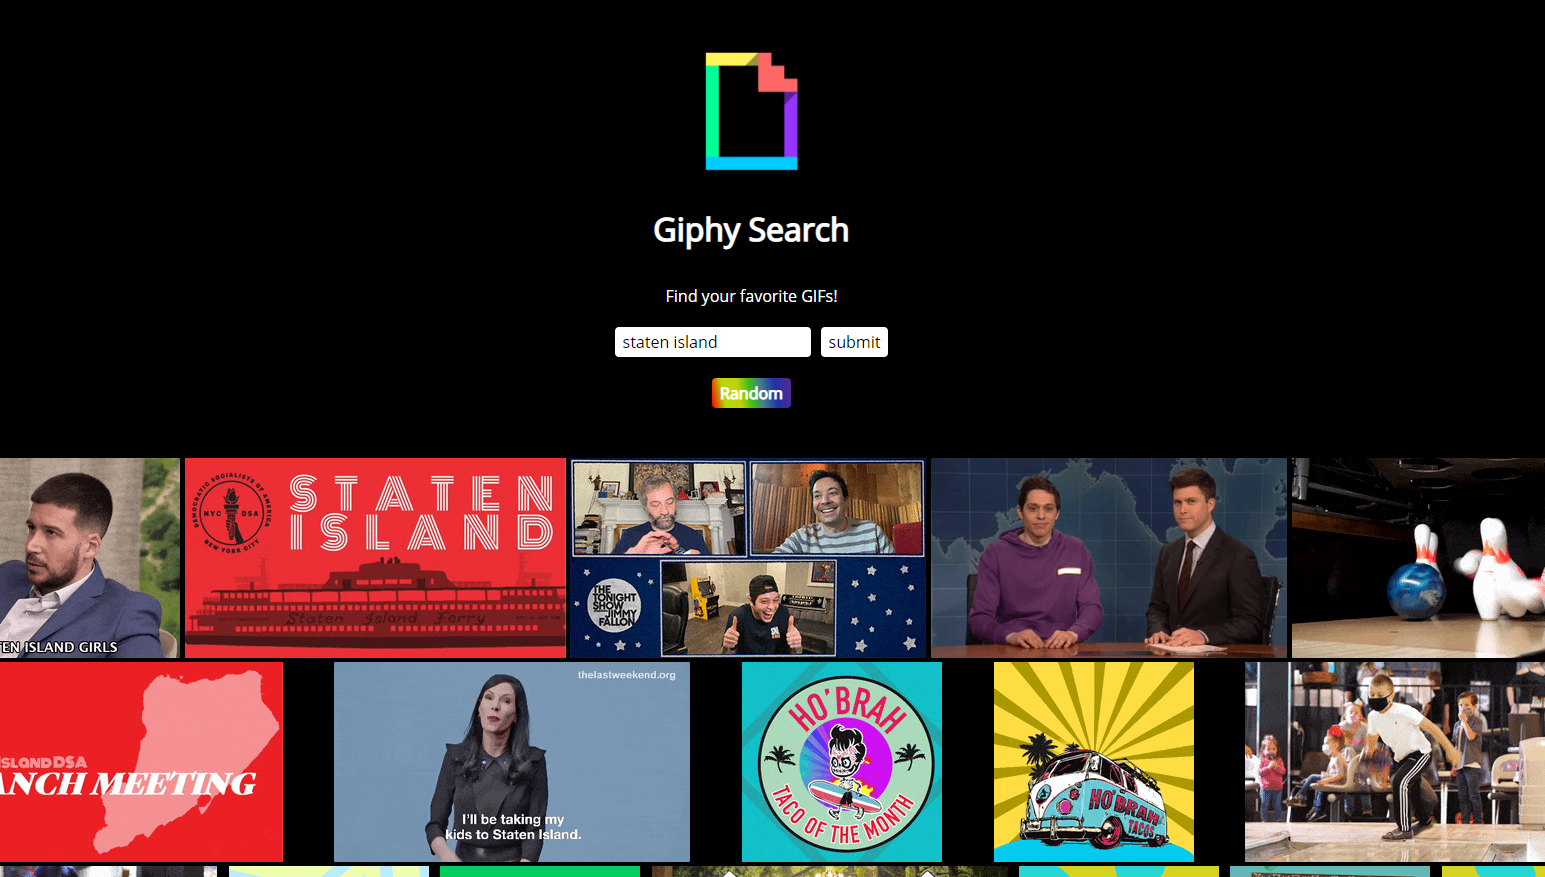 Giphy Search
Find your favorite GIFs!
staten island
submit
Random
EN ISLAND GIRLS
DEMOCRATIC SOCIALISTS OF AMERICA
NYC DSA
NEW YORK CITY
STATEN
ISLAND
Staten Island Ferry
THE
TONIGHT
SHOW
JIMMY
FALLON
ISLAND DSA
ANCH MEETING
thelastweekend.org
I'll be taking my
kids to Staten Island.
HO'BRAH
TACO OF THE MONTH
HO'BRAH
TACOS